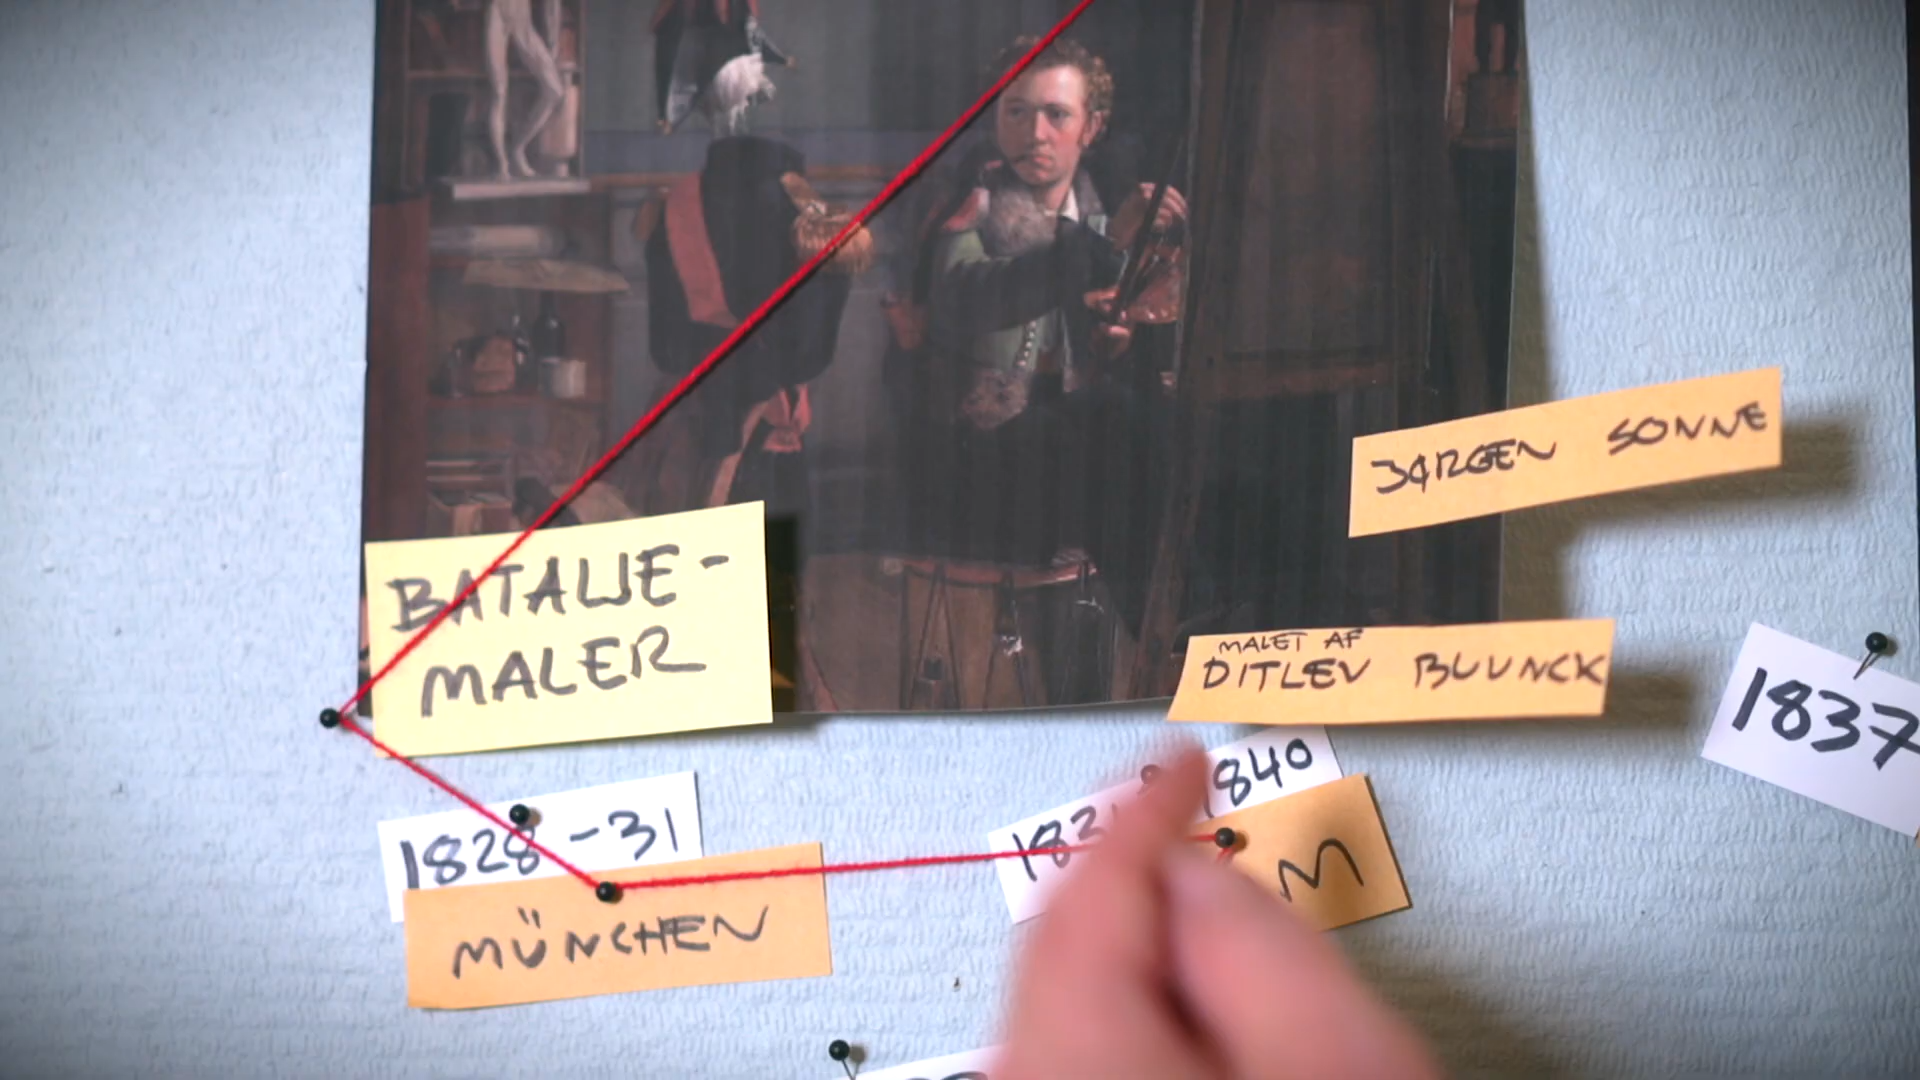 JØRGEN SONNE
BATALJE-
MALER
MALET AF
DITLEV BLUNCK
1837
1840
1828-31
M
MÜNCHEN